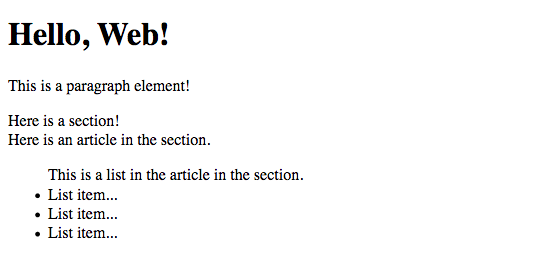 Hello, Web!
This is a paragraph element!
Here is a section!
Here is an article in the section.
This is a list in the article in the section.
• List item...
• List item...
• List item...